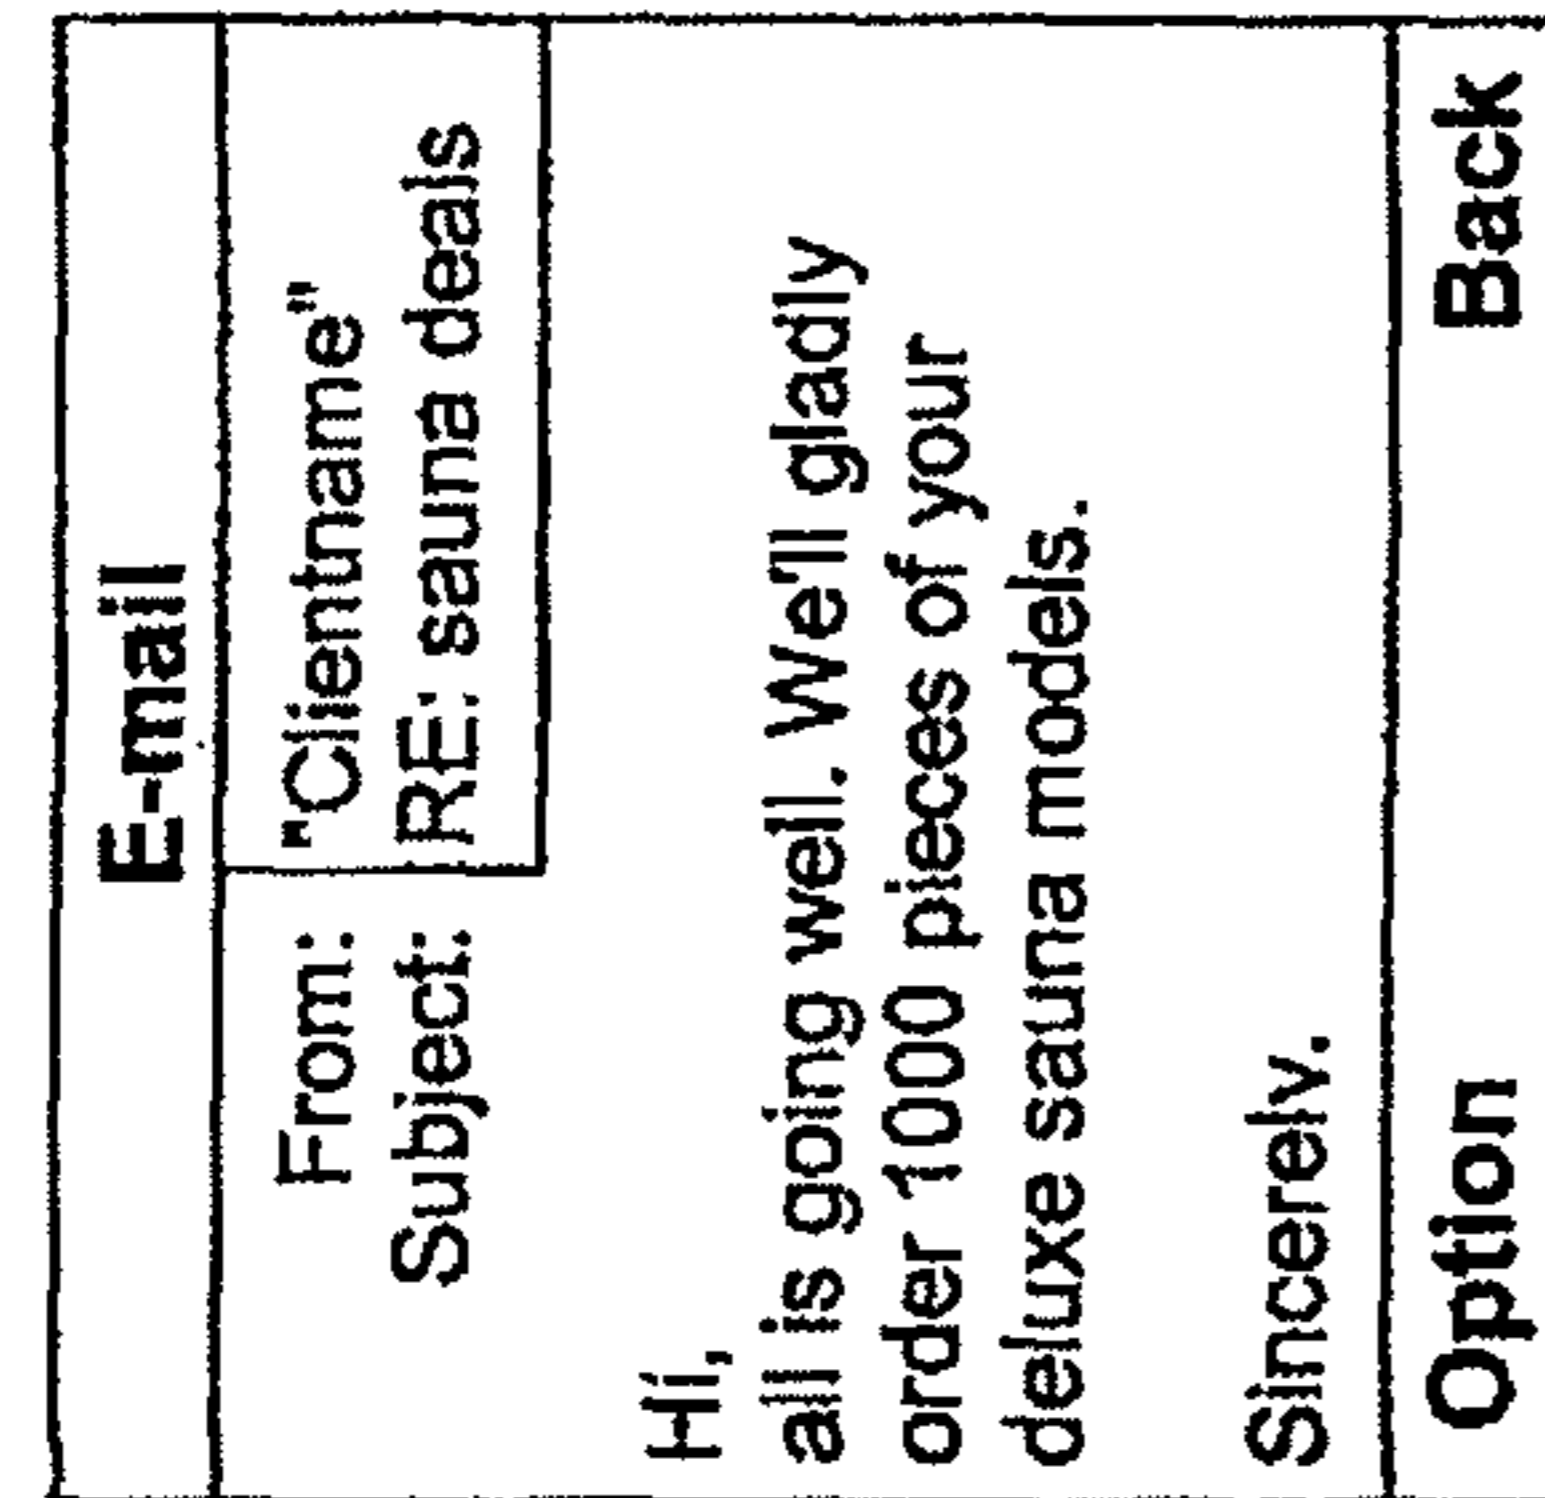 E-mail
From: "Clientname"
Subject: RE: sauna deals
Hi,
all is going well. We'll gladly
order 1000 pieces of your
deluxe sauna models.
Sincerely.
Option Back